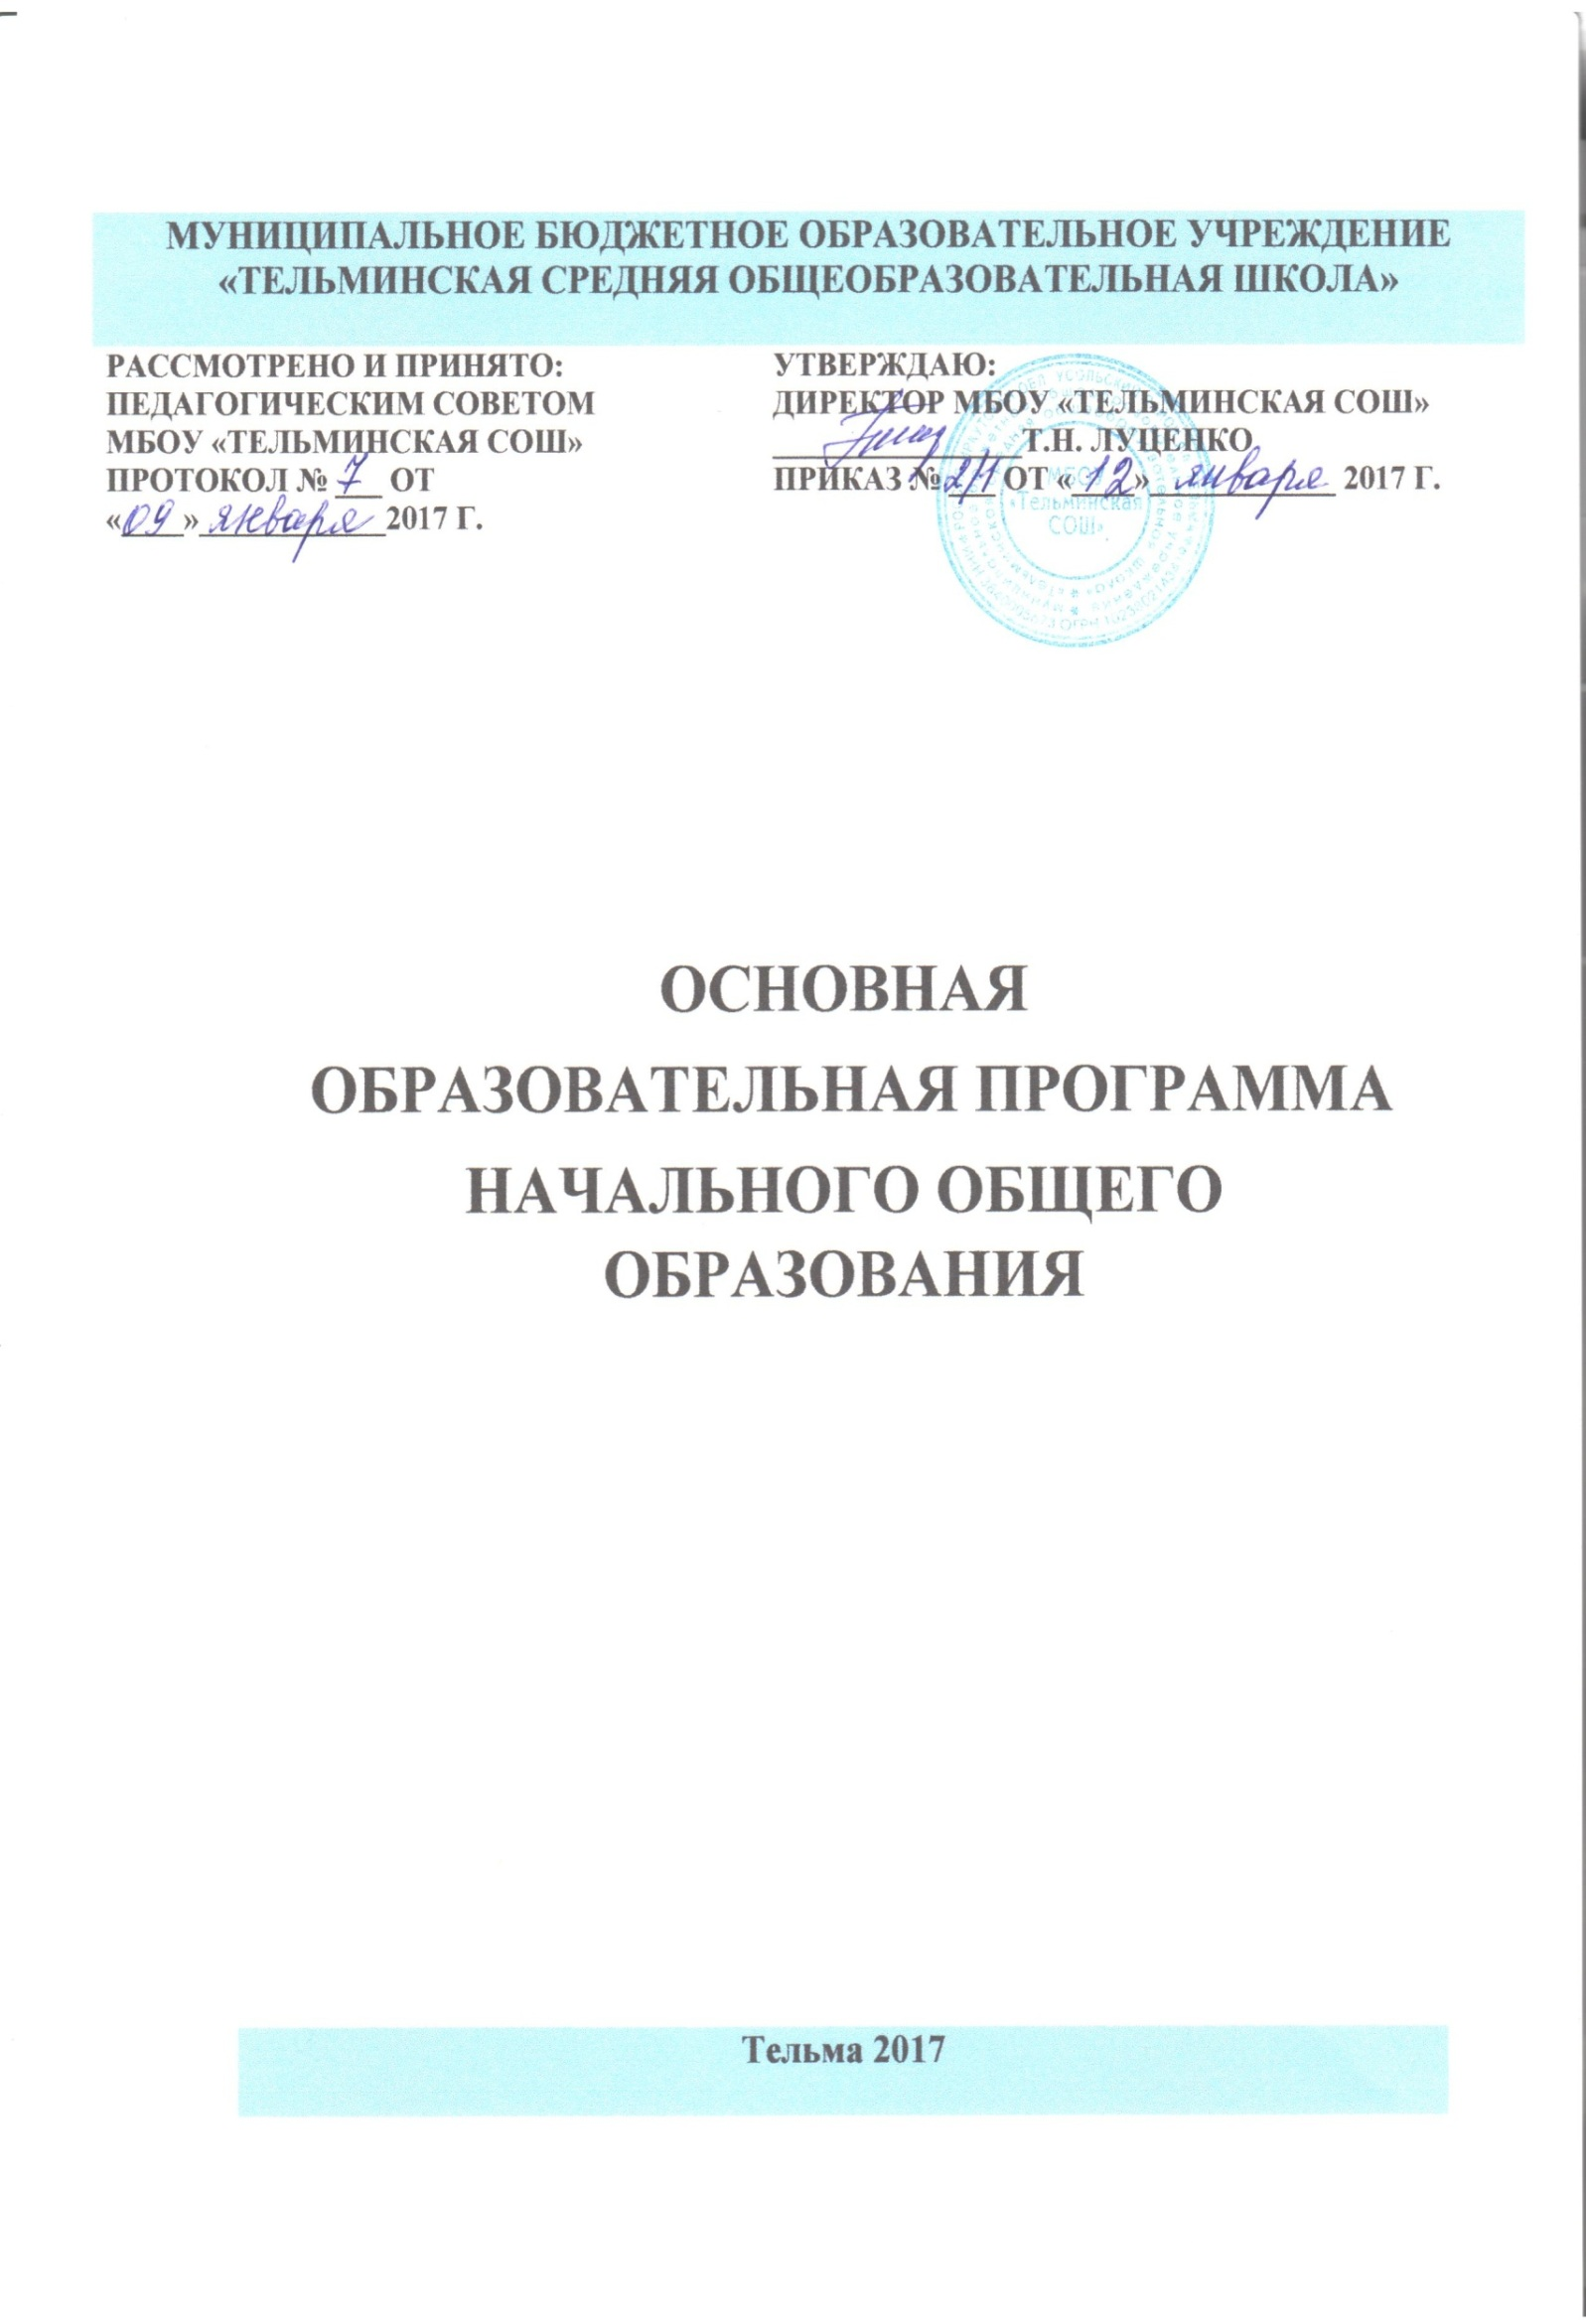 МУНИЦИПАЛЬНОЕ БЮДЖЕТНОЕ ОБРАЗОВАТЕЛЬНОЕ УЧРЕЖДЕНИЕ
«ТЕЛЬМИНСКАЯ СРЕДНЯЯ ОБЩЕОБРАЗОВАТЕЛЬНАЯ ШКОЛА»
РАССМОТРЕНО И ПРИНЯТО:
ПЕДАГОГИЧЕСКИМ СОВЕТОМ
МБОУ «ТЕЛЬМИНСКАЯ СОШ»
ПРОТОКОЛ № 7 ОТ
«09» января 2017 Г.
УТВЕРЖДАЮ:
ДИРЕКТОР МБОУ «ТЕЛЬМИНСКАЯ СОШ»
Т.Н. ЛУЦЕНКО
ПРИКАЗ № ОТ «12» января 2017 Г.
МБОУ
«Тельминская
СОШ»
ОСНОВНАЯ
ОБРАЗОВАТЕЛЬНАЯ ПРОГРАММА
НАЧАЛЬНОГО ОБЩЕГО
ОБРАЗОВАНИЯ
Тельма 2017